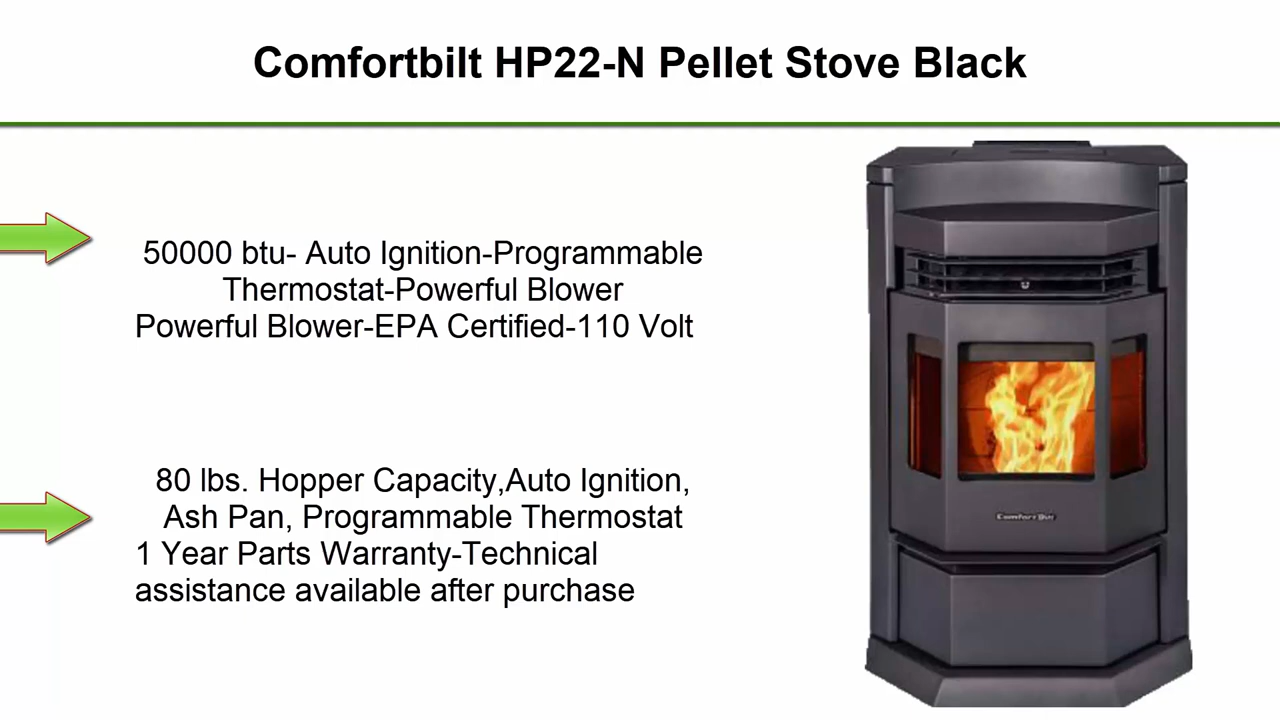 Comfortbilt HP22-N Pellet Stove Black
50000 btu- Auto Ignition-Programmable
Thermostat-Powerful Blower
Powerful Blower-EPA Certified-110 Volt
80 lbs. Hopper Capacity,Auto Ignition,
Ash Pan, Programmable Thermostat
1 Year Parts Warranty-Technical
assistance available after purchase
ComfortBilt